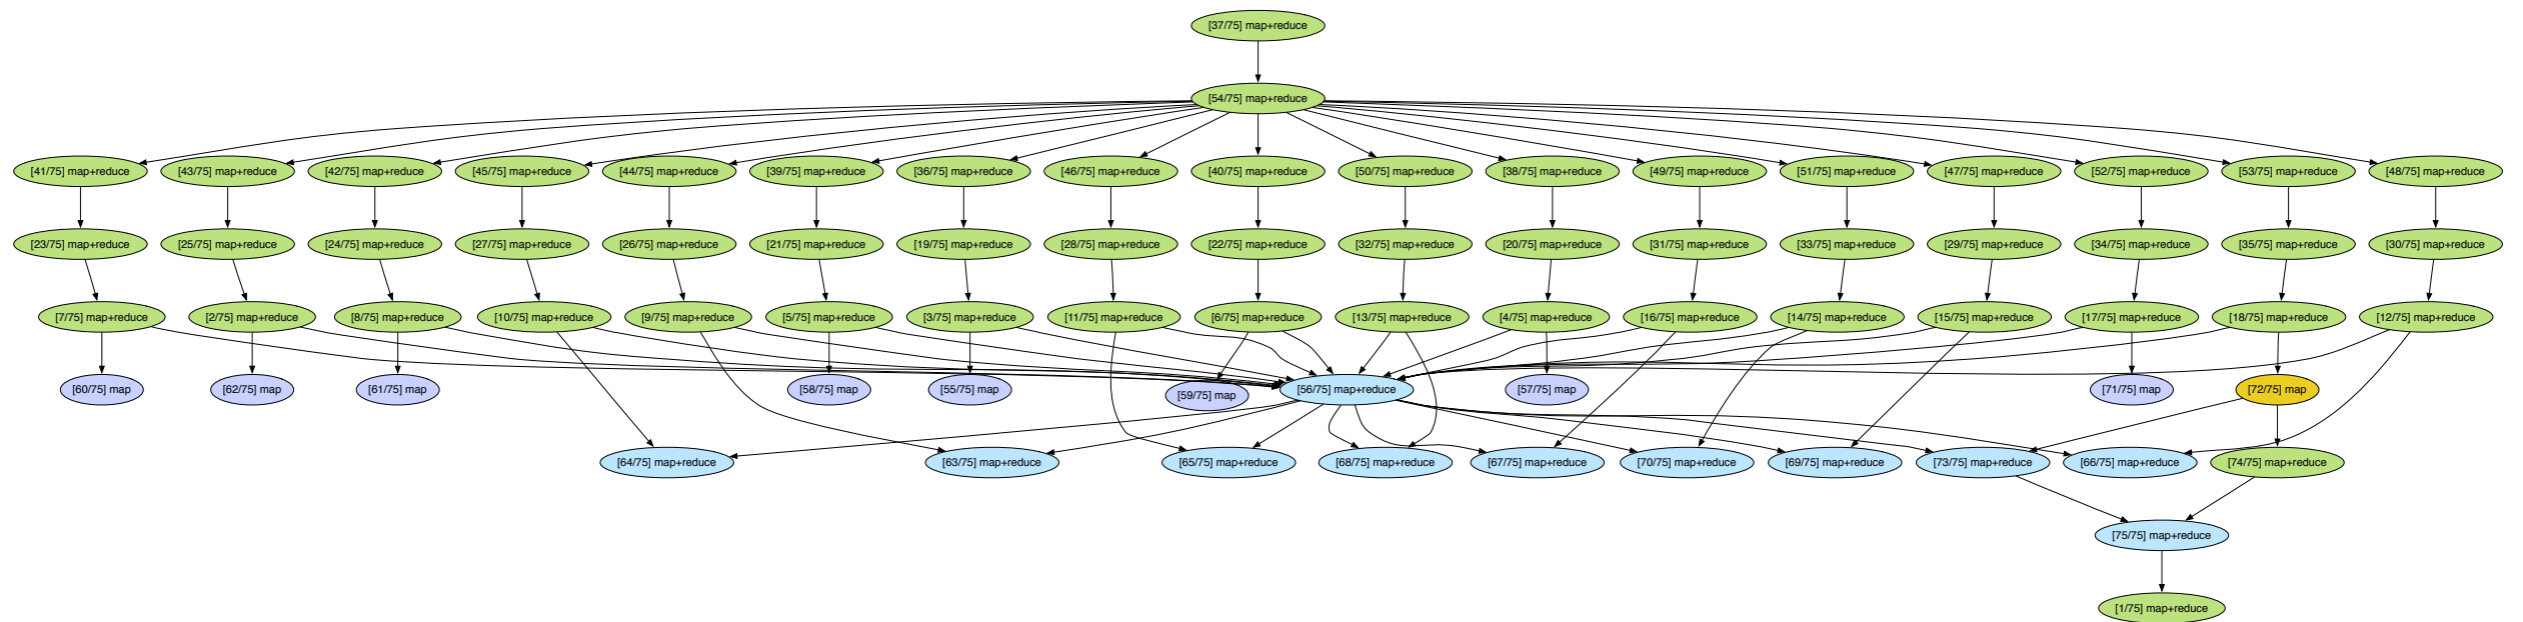 [37/75] map+reduce
[54/75] map+reduce
[41/75] map+reduce
[43/75] map+reduce
[42/75] map+reduce
[45/75] map+reduce
[44/75] map+reduce
[39/75] map+reduce
[36/75] map+reduce
[46/75] map+reduce
[40/75] map+reduce
[50/75] map+reduce
[38/75] map+reduce
[49/75] map+reduce
[51/75] map+reduce
[47/75] map+reduce
[52/75] map+reduce
[53/75] map+reduce
[48/75] map+reduce
[23/75] map+reduce
[25/75] map+reduce
[24/75] map+reduce
[27/75] map+reduce
[26/75] map+reduce
[21/75] map+reduce
[19/75] map+reduce
[28/75] map+reduce
[22/75] map+reduce
[32/75] map+reduce
[20/75] map+reduce
[31/75] map+reduce
[33/75] map+reduce
[29/75] map+reduce
[34/75] map+reduce
[35/75] map+reduce
[30/75] map+reduce
[7/75] map+reduce
[2/75] map+reduce
[8/75] map+reduce
[10/75] map+reduce
[9/75] map+reduce
[5/75] map+reduce
[3/75] map+reduce
[11/75] map+reduce
[6/75] map+reduce
[13/75] map+reduce
[4/75] map+reduce
[16/75] map+reduce
[14/75] map+reduce
[15/75] map+reduce
[17/75] map+reduce
[18/75] map+reduce
[12/75] map+reduce
[60/75] map
[62/75] map
[61/75] map
[58/75] map
[55/75] map
[59/75] map
[56/75] map+reduce
[57/75] map
[71/75] map
[72/75] map
[64/75] map+reduce
[63/75] map+reduce
[65/75] map+reduce
[68/75] map+reduce
[67/75] map+reduce
[70/75] map+reduce
[69/75] map+reduce
[73/75] map+reduce
[66/75] map+reduce
[74/75] map+reduce
[75/75] map+reduce
[1/75] map+reduce